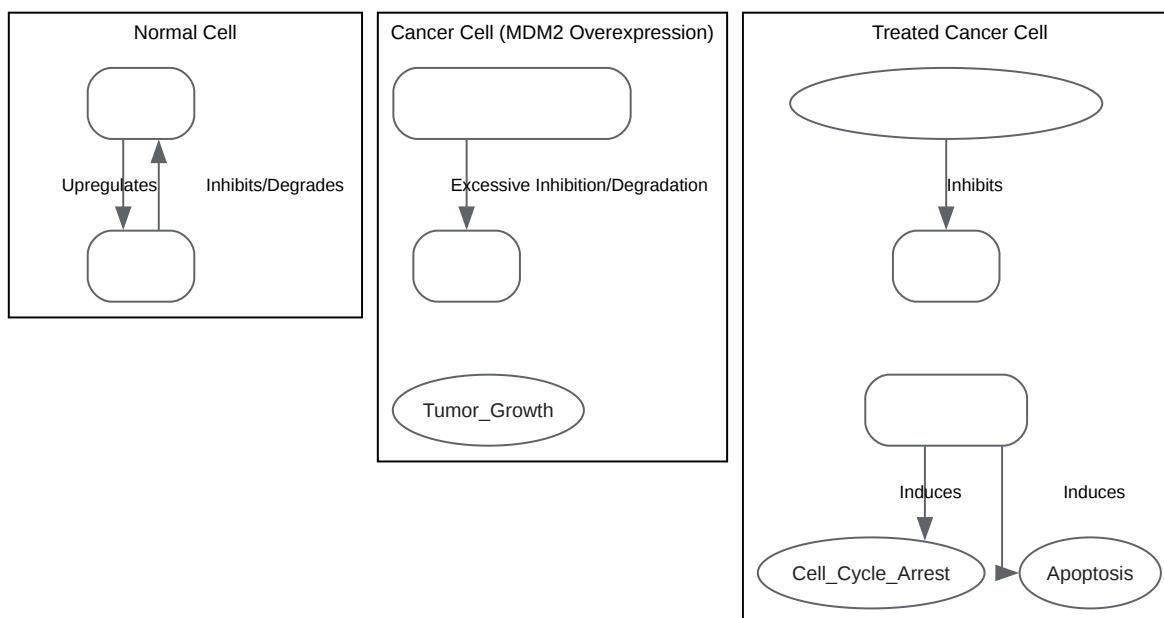 Normal Cell
Upregulates
Inhibits/Degrades
Cancer Cell (MDM2 Overexpression)
Excessive Inhibition/Degradation
Tumor_Growth
Treated Cancer Cell
Inhibits
Induces
Induces
Cell_Cycle_Arrest
Apoptosis